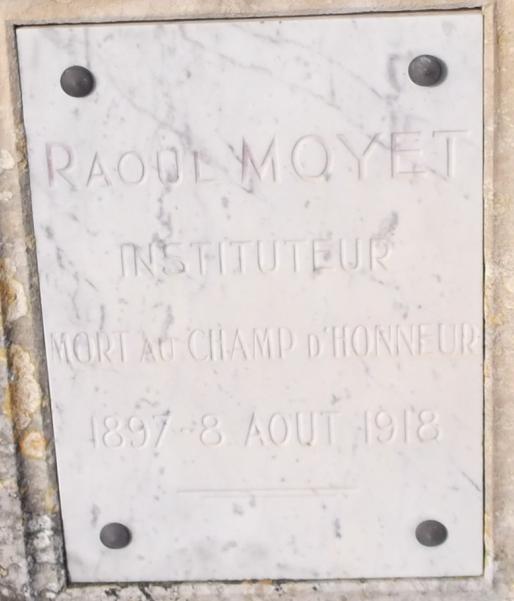 RAOUL MOYET
INSTITUTEUR
MORT AU CHAMP D'HONNEUR
1897-8 AOUT 1918